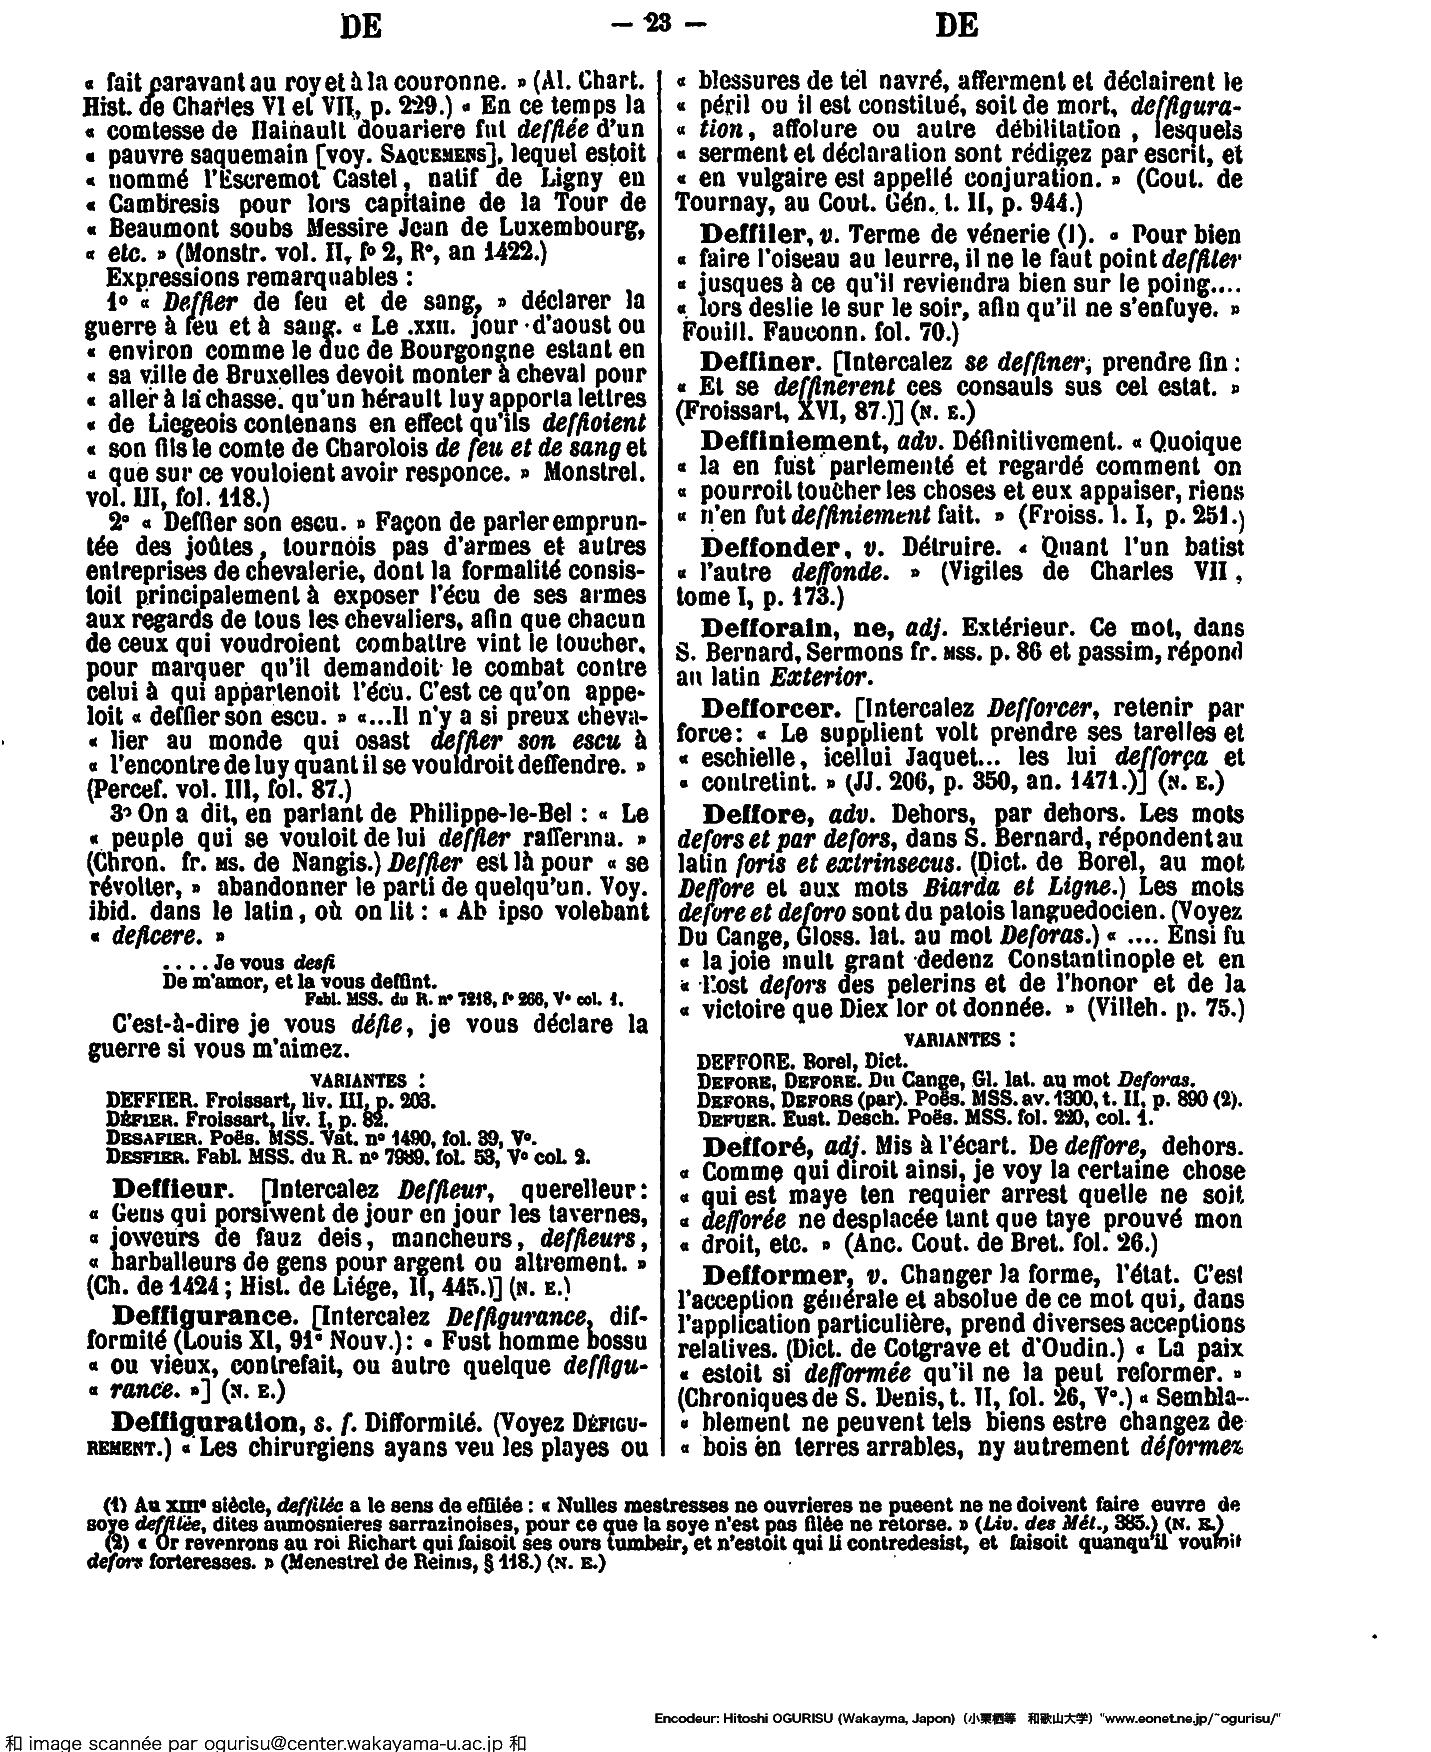 DE — 23 — DE
« fait paravant au roy et à la couronne. » (Al. Chart.
Hist. de Charles VI et VII, p. 229.) « En ce temps la
« comtesse de Hainault douariere fut deffiée d'un
« pauvre saquemain [voy. SAQUEMENS], lequel estoit
« nommé l'Escremot Castel, natif de Ligny en
« Cambresis pour lors capitaine de la Tour de
« Beaumont soubs Messire Jean de Luxembourg,
« etc. » (Monstr. vol. II, fo 2, Ro, an 1422.)
Expressions remarquables :
1o « Deffier de feu et de sang, » déclarer la
guerre à feu et à sang. « Le .XXII. jour d'aoust ou
« environ comme le duc de Bourgongne estant en
« sa ville de Bruxelles devoit monter à cheval pour
« aller à la chasse. qu'un hérault luy apporta lettres
« de Liegeois contenans en effect qu'ils deffioient
« son fils le comte de Charolois de feu et de sang et
« que sur ce vouloient avoir responce. » Monstrel.
vol. III, fol. 118.)
2o « Deffier son escu. » Façon de parler emprun-
tée des joûtes, tournois pas d'armes et autres
entreprises de chevalerie, dont la formalité consis-
toit principalement à exposer l'écu de ses armes
aux regards de tous les chevaliers, afin que chacun
de ceux qui voudroient combattre vint le toucher,
pour marquer qu'il demandoit le combat contre
celui à qui appartenoit l'écu. C'est ce qu'on appe-
loit « deffier son escu. » «...Il n'y a si preux cheva-
« lier au monde qui osast deffier son escu à
« l'encontre de luy quant il se vouldroit deffendre. »
(Percef. vol. III, fol. 87.)
3o On a dit, en parlant de Philippe-le-Bel : « Le
« peuple qui se vouloit de lui deffier rafferma. »
(Chron. fr. MS. de Nangis.) Deffier est là pour « se
révolter, » abandonner le parti de quelqu'un. Voy.
ibid. dans le latin, où on lit : « Ab ipso volebant
« deficere. »
. . . . Je vous desfi
De m'amor, et la vous deffint.
Fabl. MSS. du R. no 7218, fo 266, Vo col. 1.
C'est-à-dire je vous défie, je vous déclare la
guerre si vous m'aimez.
VARIANTES :
DEFFIER. Froissart, liv. III, p. 203.
DÉFIER. Froissart, liv. I, p. 82.
DESAFIER. Poës. MSS. Vat. no 1490, fol. 39, Vo.
DESFIER. Fabl. MSS. du R. no 7989. fol. 53, Vo col. 2.
Deffieur. [Intercalez Deffieur, querelleur :
« Gens qui porsiwent de jour en jour les tavernes,
« joweurs de fauz deis, mancheurs, deffieurs,
« harballeurs de gens pour argent ou altrement. »
(Ch. de 1424 ; Hist. de Liége, II, 445.)] (N. E.)
Deffigurance. [Intercalez Deffigurance, dif-
formité (Louis XI, 91e Nouv.) : « Fust homme bossu
« ou vieux, contrefait, ou autre quelque deffigu-
« rance. »] (N. E.)
Deffiguration, s. f. Difformité. (Voyez DÉFIGU-
REMENT.) « Les chirurgiens ayans veu les playes ou
« blessures de tel navré, afferment et déclairent le
« péril ou il est constitué, soit de mort, deffigura-
« tion, affolure ou autre débilitation, lesquels
« serment et déclaration sont rédigez par escrit, et
« en vulgaire est appellé conjuration. » (Cout. de
Tournay, au Cout. Gén. t. II, p. 944.)
Deffiler, v. Terme de vénerie (1). « Pour bien
« faire l'oiseau au leurre, il ne le faut point deffiler
« jusques à ce qu'il reviendra bien sur le poing....
« lors deslie le sur le soir, afin qu'il ne s'enfuye. »
Fouill. Fauconn. fol. 70.)
Deffiner. [Intercalez se deffiner, prendre fin :
« Et se deffinerent ces consauls sus cel estat. »
(Froissart, XVI, 87.)] (N. E.)
Deffiniement, adv. Définitivement. « Quoique
« la en fust parlementé et regardé comment on
« pourroit toucher les choses et eux appaiser, riens
« n'en fut deffiniement fait. » (Froiss. l. I, p. 251.)
Deffonder, v. Détruire. « Quant l'un batist
« l'autre deffonde. » (Vigiles de Charles VII,
tome I, p. 173.)
Defforain, ne, adj. Extérieur. Ce mot, dans
S. Bernard, Sermons fr. MSS. p. 86 et passim, répond
au latin Exterior.
Defforcer. [Intercalez Defforcer, retenir par
force : « Le supplient volt prendre ses tarelles et
« eschielle, icellui Jaquet... les lui defforça et
« contretint. » (JJ. 206, p. 350, an. 1471.)] (N. E.)
Deffore, adv. Dehors, par dehors. Les mots
defors et par defors, dans S. Bernard, répondent au
latin foris et extrinsecus. (Dict. de Borel, au mot
Deffore et aux mots Biarda et Ligne.) Les mots
defore et deforo sont du patois languedocien. (Voyez
Du Cange, Gloss. lat. au mot Deforas.) « .... Ensi fu
« la joie mult grant dedenz Constantinople et en
« l'ost defors des pelerins et de l'honor et de la
« victoire que Diex lor ot donnée. » (Villeh. p. 75.)
VARIANTES :
DEFFORE. Borel, Dict.
DEFORE, DEFORE. Du Cange, Gl. lat. au mot Deforas.
DEFORS, DEFORS (par). Poës. MSS. av. 1300, t. II, p. 890 (2).
DEFUER. Eust. Desch. Poës. MSS. fol. 220, col. 1.
Defforé, adj. Mis à l'écart. De deffore, dehors.
« Comme qui diroit ainsi, je voy la certaine chose
« qui est maye ten requier arrest quelle ne soit
« defforée ne desplacée tant que taye prouvé mon
« droit, etc. » (Anc. Cout. de Bret. fol. 26.)
Defformer, v. Changer la forme, l'état. C'est
l'acception générale et absolue de ce mot qui, dans
l'application particulière, prend diverses acceptions
relatives. (Dict. de Cotgrave et d'Oudin.) « La paix
« estoit si defformée qu'il ne la peut reformer. »
(Chroniques de S. Denis, t. II, fol. 26, Vo.) « Sembla-
« blement ne peuvent tels biens estre changez de
« bois en terres arrables, ny autrement déformez
(1) Au XIIIe siècle, deffiléc a le sens de effilée : « Nulles mestresses ne ouvrieres ne pueent ne ne doivent faire euvre de
soye deffilée, dites aumosnieres sarrazinoises, pour ce que la soye n'est pas filée ne retorse. » (Liv. des Mét., 385.) (N. E.)
(2) « Or revenrons au roi Richart qui faisoit ses ours tumbeir, et n'estoit qui li contredesist, et faisoit quanqu'il vouloit
defors forteresses. » (Menestrel de Reims, § 118.) (N. E.)
Encodeur: Hitoshi OGURISU (Wakayma, Japon) (小栗栖等 和歌山大学) "www.eonet.ne.jp/~ogurisu/"
和 image scannée par ogurisu@center.wakayama-u.ac.jp 和